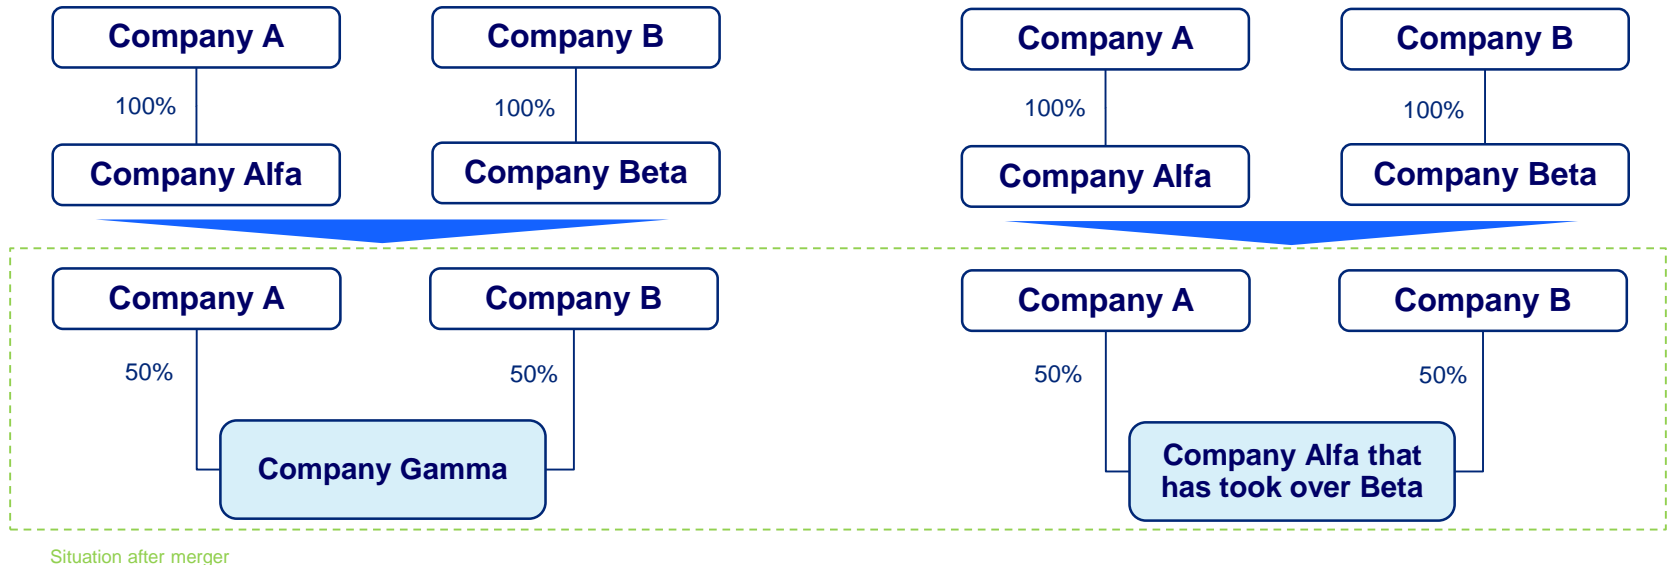 Company A
Company B
Company A
Company B
100%
100%
100%
100%
Company Alfa
Company Beta
Company Alfa
Company Beta
Company A
Company B
Company A
Company B
50%
50%
50%
50%
Company Gamma
Company Alfa that
has took over Beta
Situation after merger